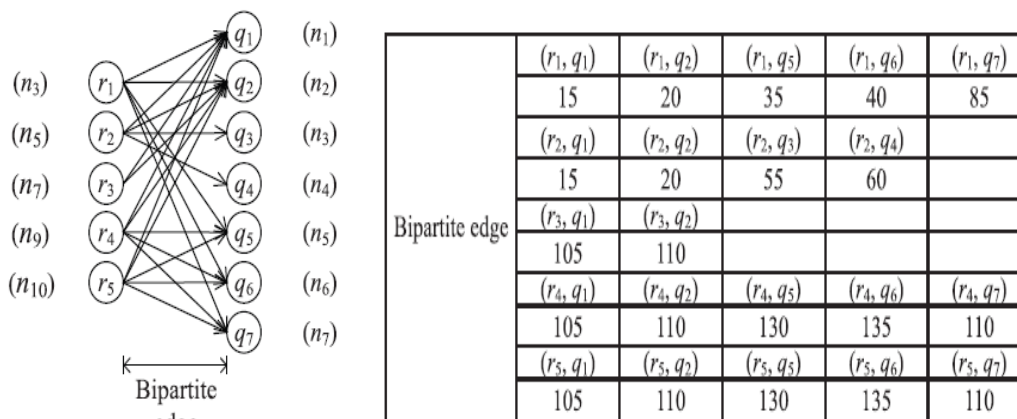 q1 (n1)
(n3) r1 q2 (n2)
(n5) r2 q3 (n3)
(n7) r3 q4 (n4)
(n9) r4 q5 (n5)
(n10) r5 q6 (n6)
q7 (n7)
Bipartite
(r1, q1) (r1, q2) (r1, q5) (r1, q6) (r1, q7)
15 20 35 40 85
(r2, q1) (r2, q2) (r2, q3) (r2, q4)
15 20 55 60
Bipartite edge
(r3, q1) (r3, q2)
105 110
(r4, q1) (r4, q2) (r4, q5) (r4, q6) (r4, q7)
105 110 130 135 110
(r5, q1) (r5, q2) (r5, q5) (r5, q6) (r5, q7)
105 110 130 135 110